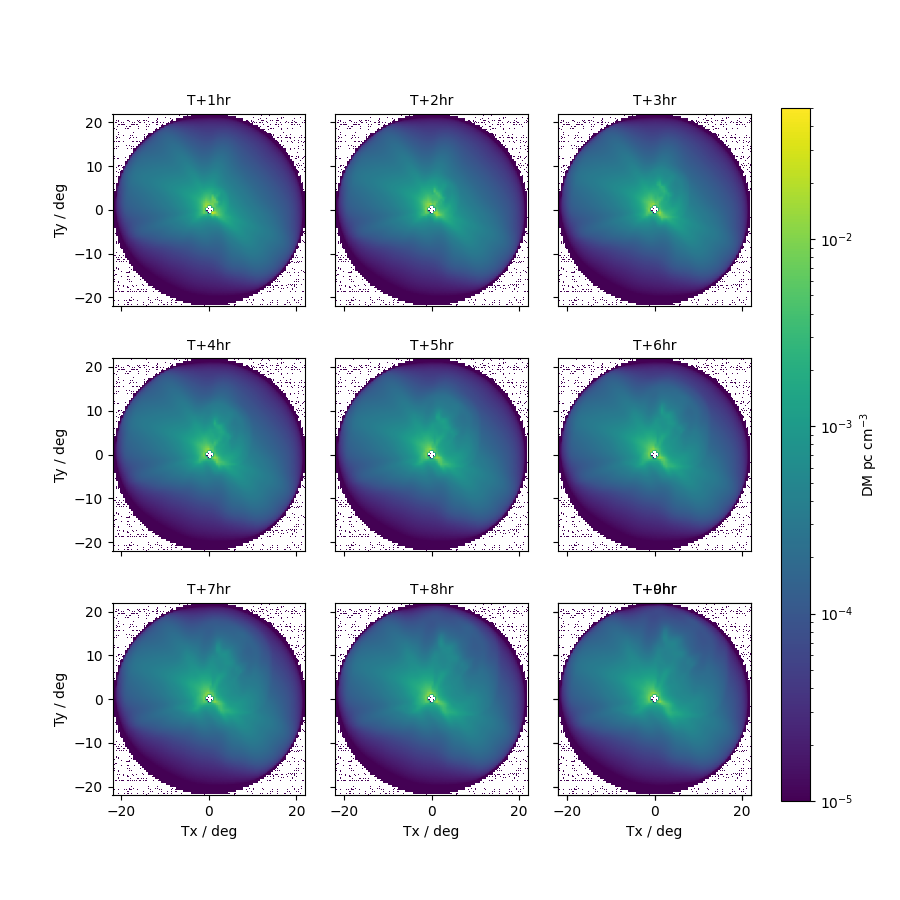 T+1hr T+2hr T+3hr
20
10
0
−10
−20
Ty / deg
T+4hr T+5hr T+6hr
20
10
0
−10
−20
Ty / deg
T+7hr T+8hr T+9hr
20
10
0
−10
−20
Ty / deg
−20 0 20 −20 0 20 −20 0 20
Tx / deg Tx / deg Tx / deg
10⁻²
10⁻³
10⁻⁴
10⁻⁵
DM pc cm⁻³